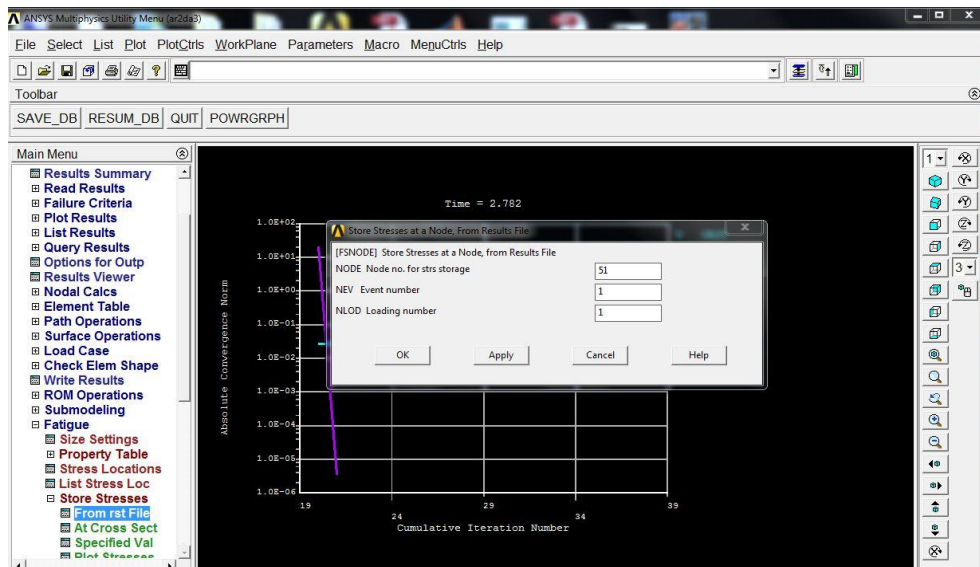 ANSYS Multiphysics Utility Menu (ar2da3)
File Select List Plot PlotCtrls WorkPlane Parameters Macro MenuCtrls Help
Toolbar
SAVE_DB RESUM_DB QUIT POWRGRPH
Main Menu
Results Summary
Read Results
Failure Criteria
Plot Results
List Results
Query Results
Options for Outp
Results Viewer
Nodal Calcs
Element Table
Path Operations
Surface Operations
Load Case
Check Elem Shape
Write Results
ROM Operations
Submodeling
Fatigue
Size Settings
Property Table
Stress Locations
List Stress Loc
Store Stresses
From rst File
At Cross Sect
Specified Val
Plot Stresses
Time = 2.782
Absolute Convergence Norm
1.0E+02
1.0E+01
1.0E+00
1.0E-01
1.0E-02
1.0E-03
1.0E-04
1.0E-05
1.0E-06
19 24 29 34 39
Cumulative Iteration Number
Store Stresses at a Node, From Results File
[FSNODE] Store Stresses at a Node, from Results File
NODE Node no. for strs storage 51
NEV Event number 1
NLOD Loading number 1
OK Apply Cancel Help
1
3